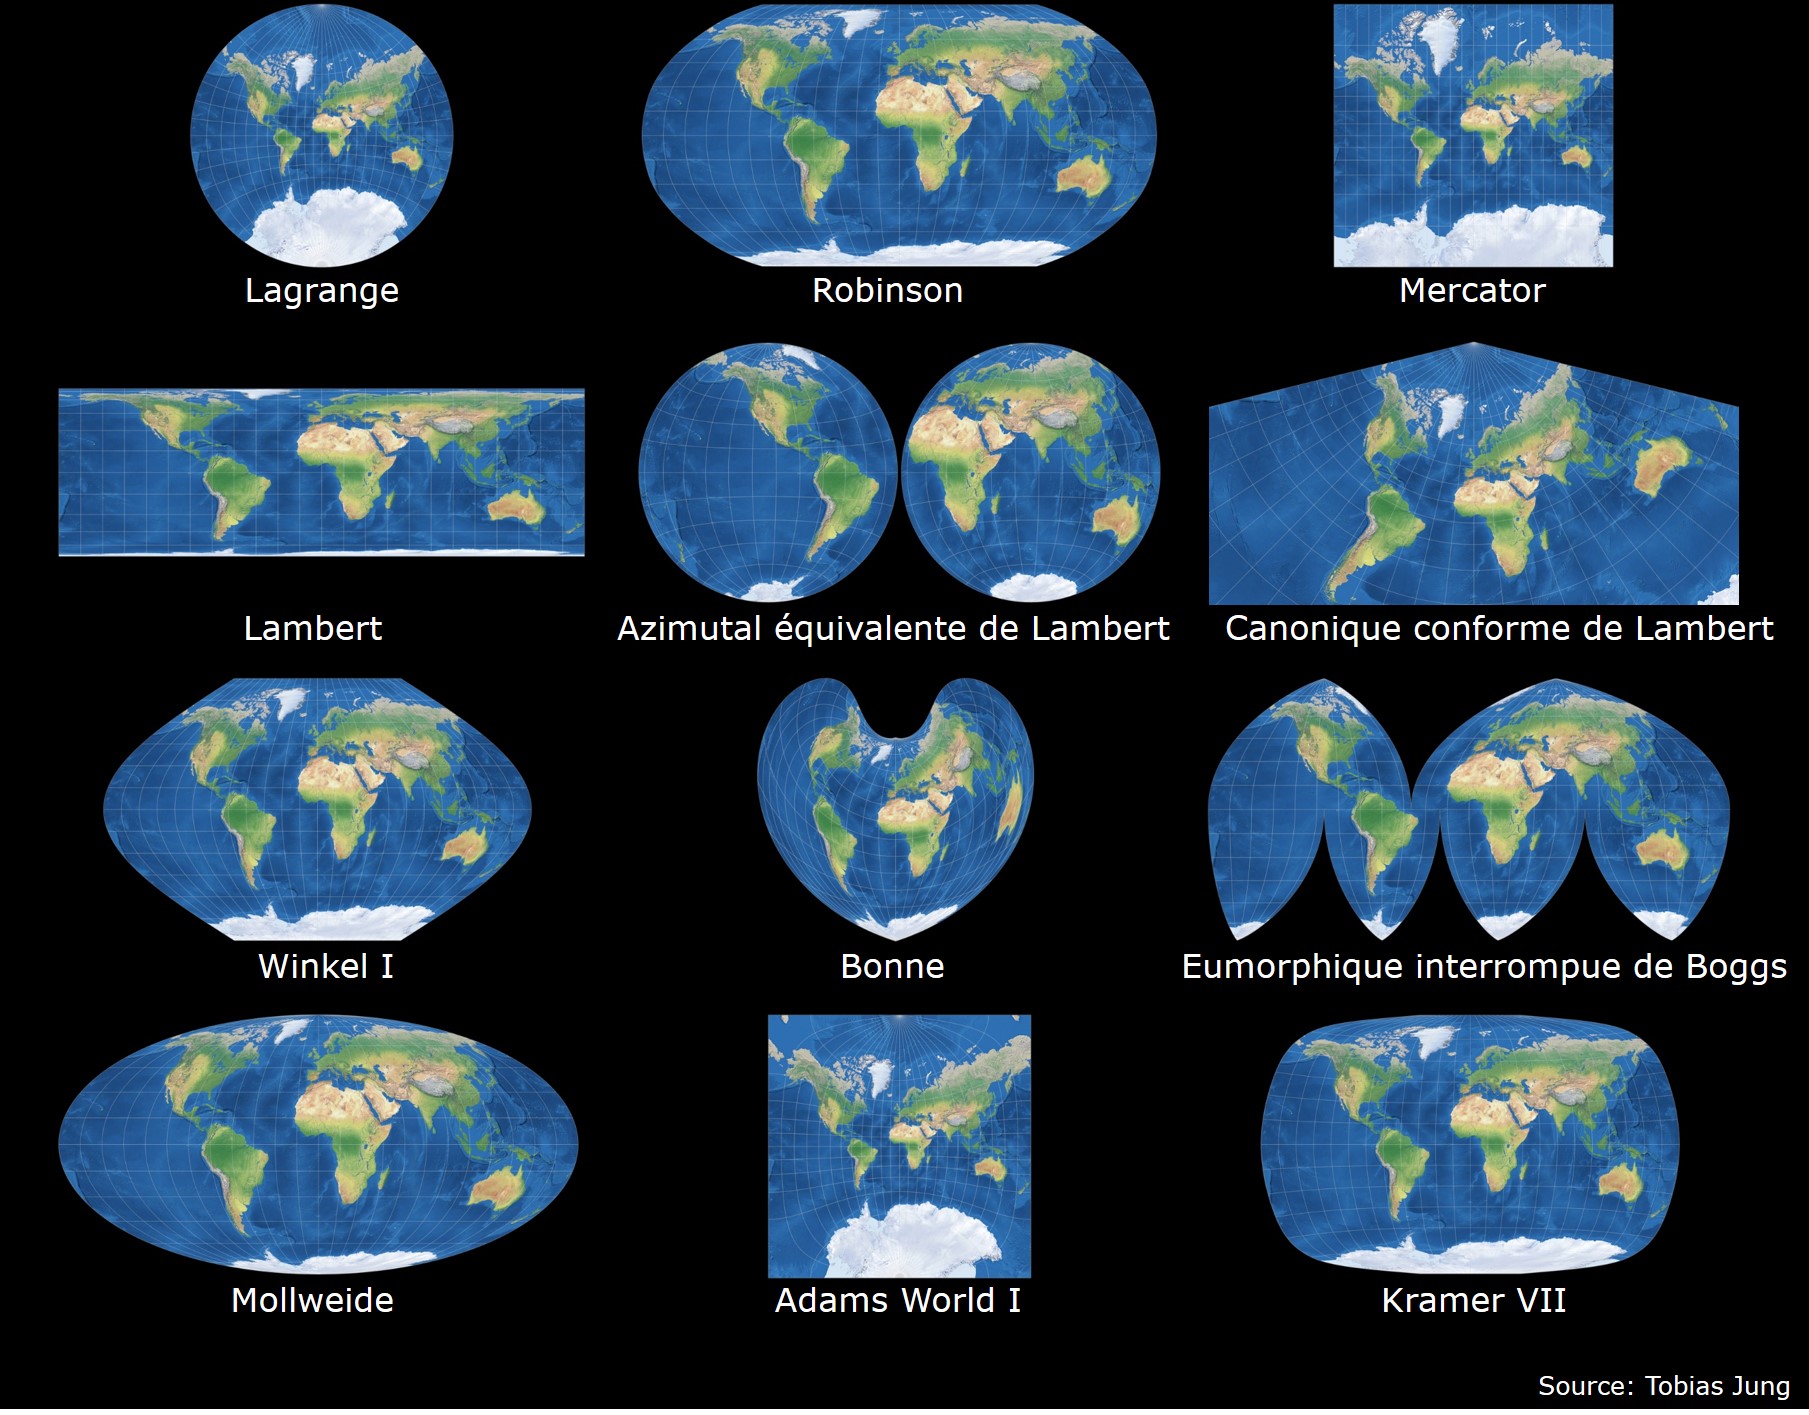 Lagrange
Robinson
Mercator
Lambert
Azimutal équivalente de Lambert
Canonique conforme de Lambert
Winkel I
Bonne
Eumorphique interrompue de Boggs
Mollweide
Adams World I
Kramer VII
Source: Tobias Jung